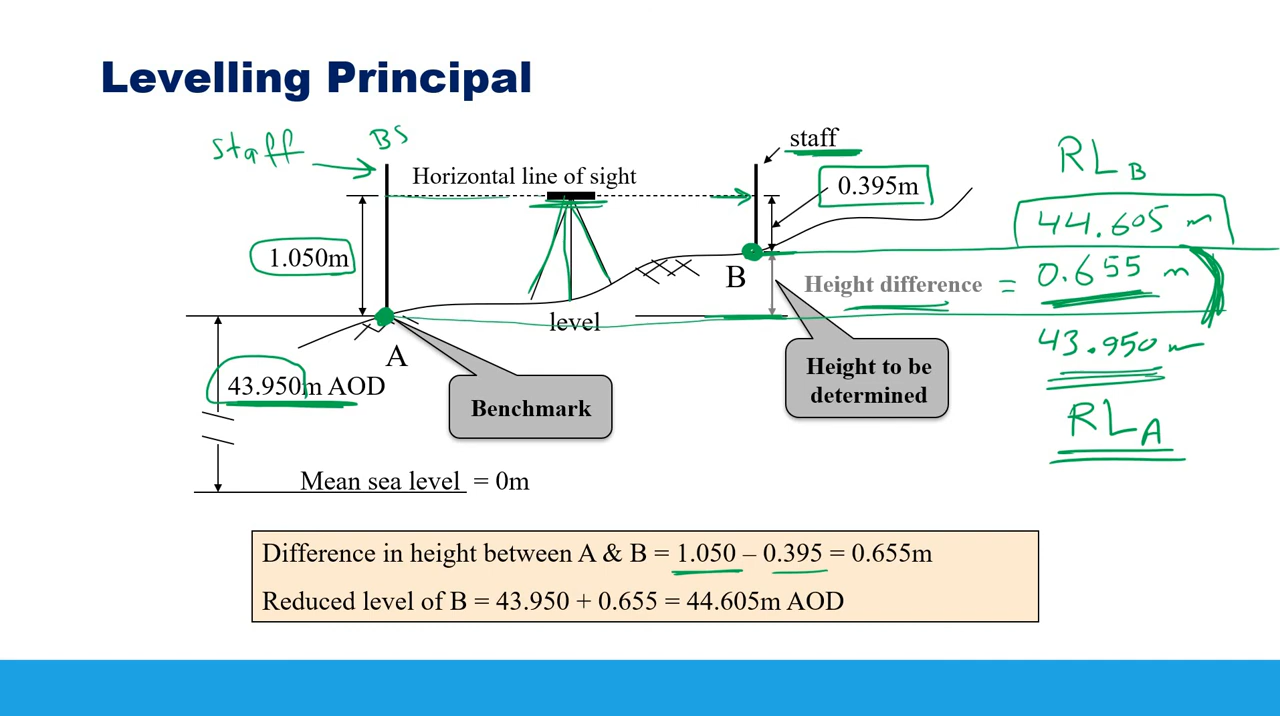 Levelling Principal
staff
BS
staff
RL B
Horizontal line of sight
0.395m
44.605 m
1.050m
B
Height difference
= 0.655 m
level
43.950 m
A
43.950m AOD
Height to be
determined
Benchmark
RL A
Mean sea level = 0m
Difference in height between A & B = 1.050 – 0.395 = 0.655m
Reduced level of B = 43.950 + 0.655 = 44.605m AOD